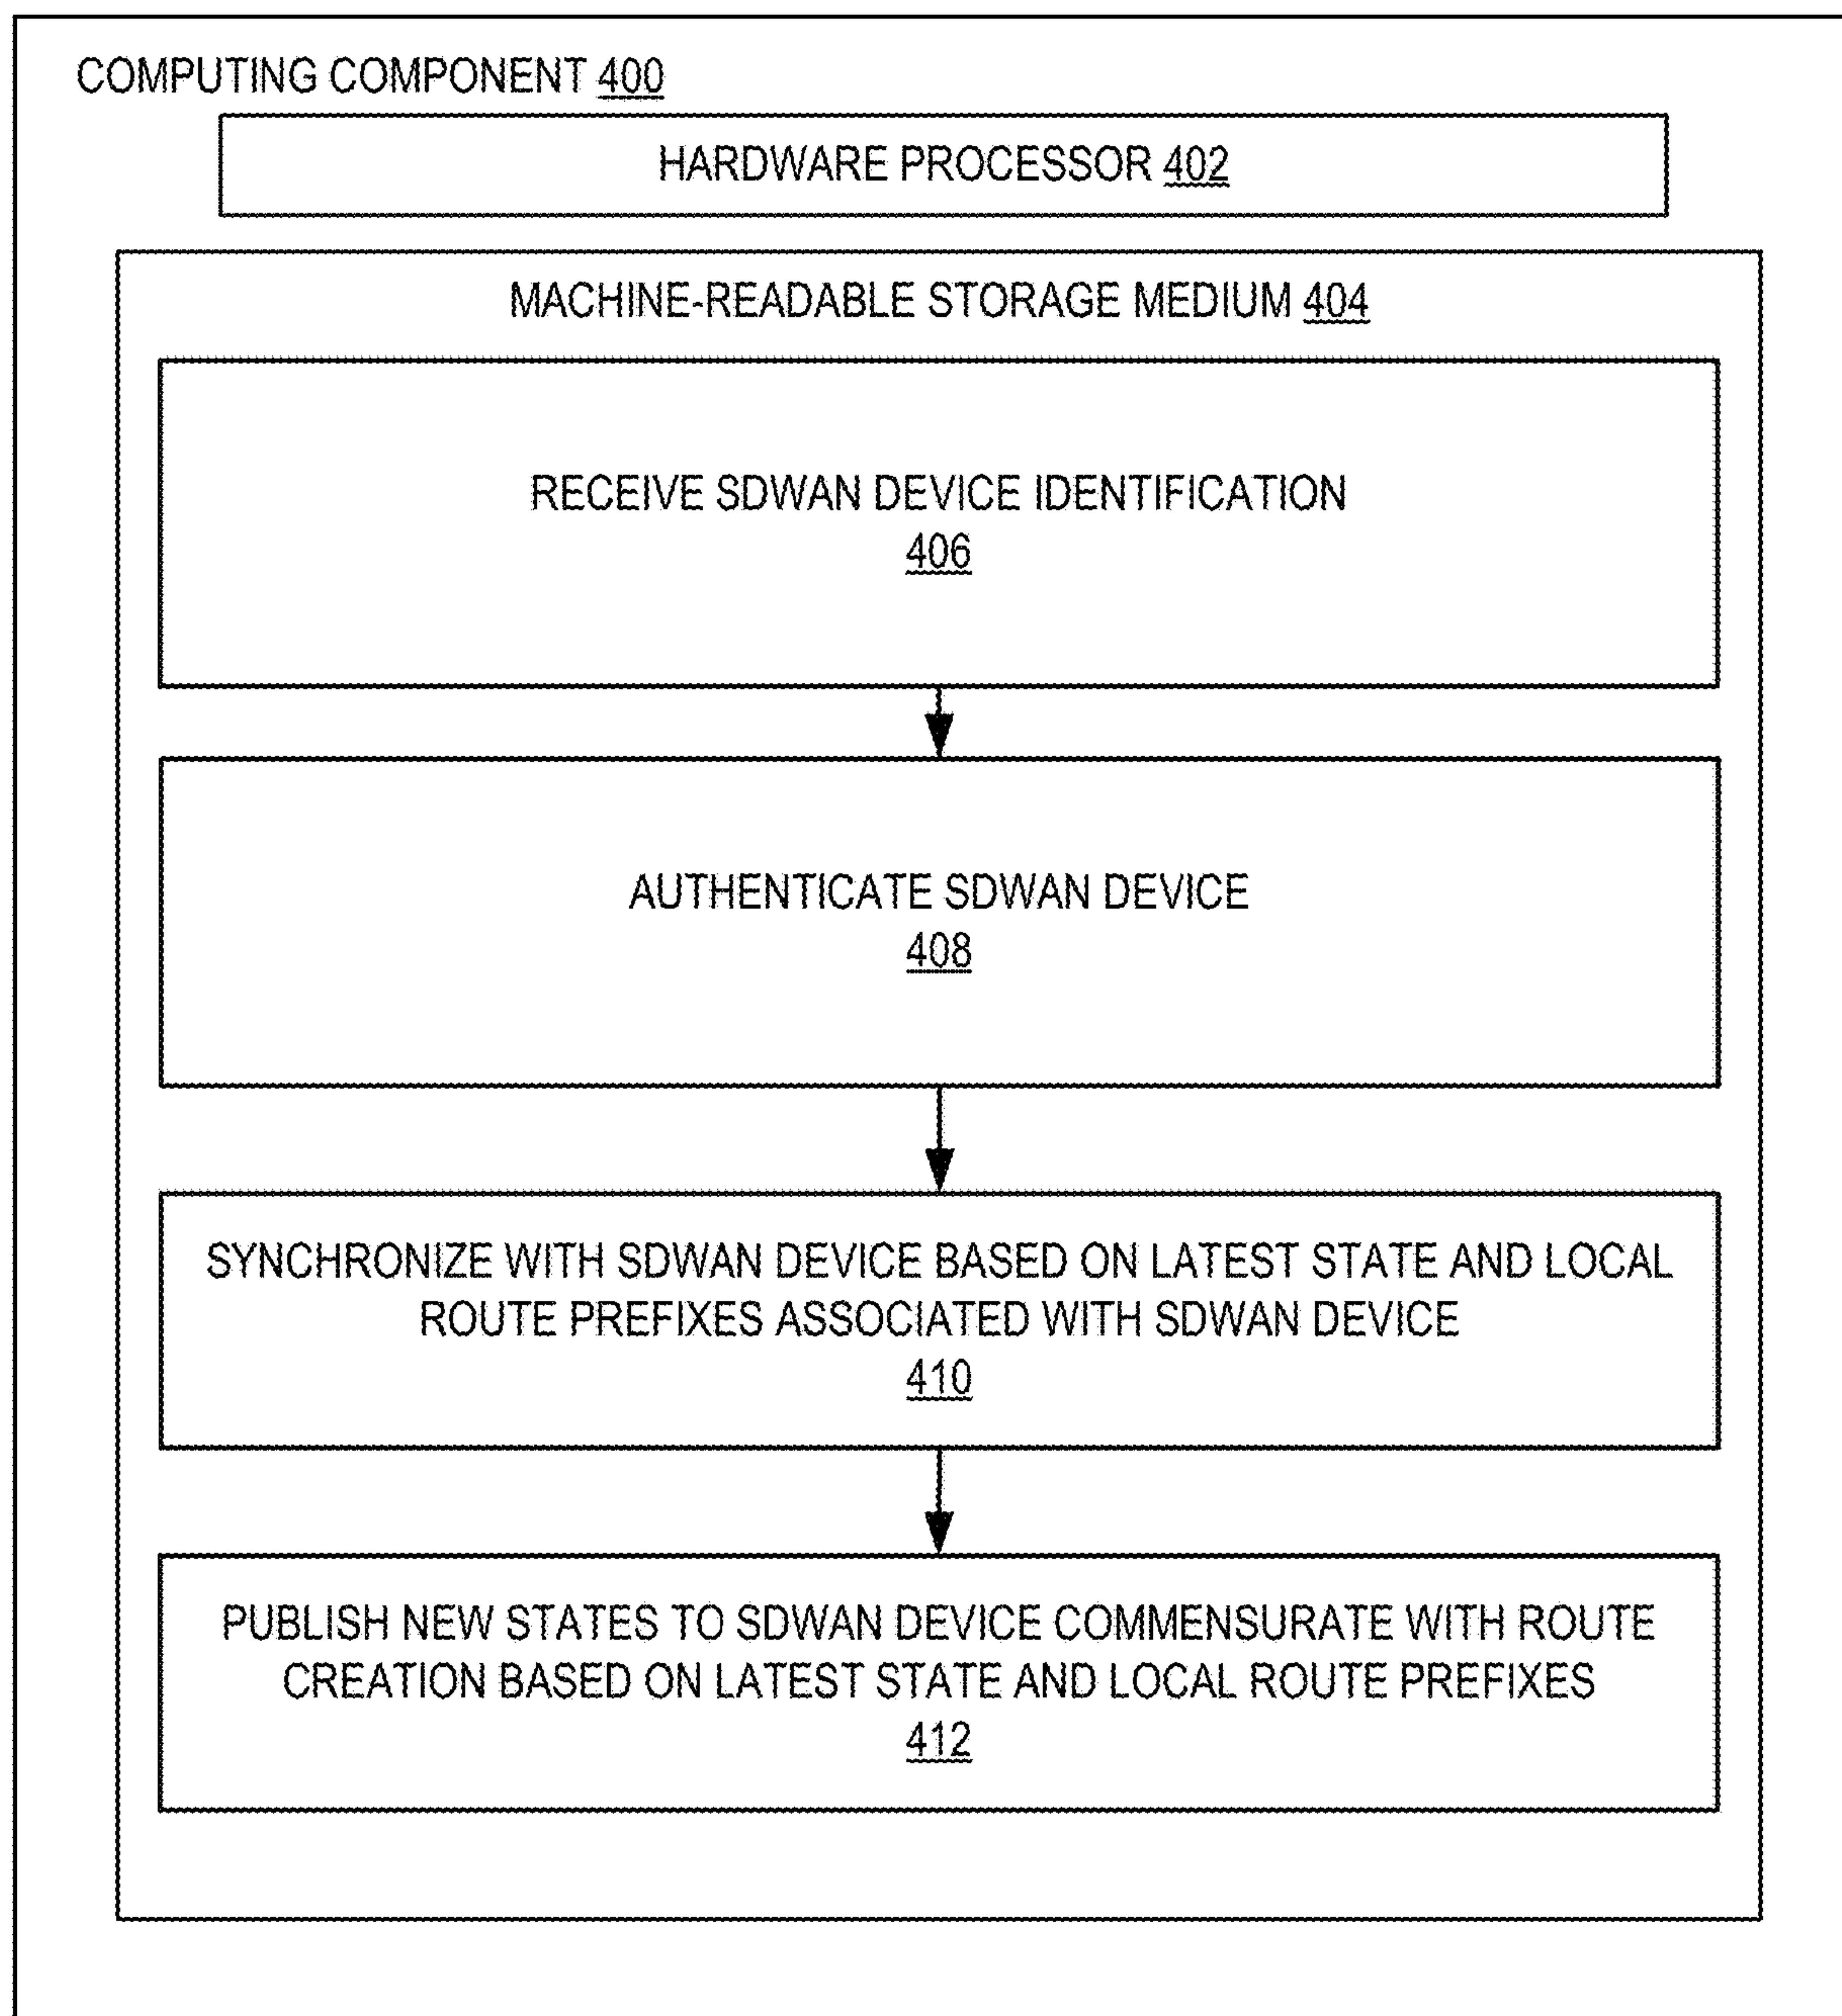 COMPUTING COMPONENT 400
HARDWARE PROCESSOR 402
MACHINE-READABLE STORAGE MEDIUM 404
RECEIVE SDWAN DEVICE IDENTIFICATION
406
AUTHENTICATE SDWAN DEVICE
408
SYNCHRONIZE WITH SDWAN DEVICE BASED ON LATEST STATE AND LOCAL
ROUTE PREFIXES ASSOCIATED WITH SDWAN DEVICE
410
PUBLISH NEW STATES TO SDWAN DEVICE COMMENSURATE WITH ROUTE
CREATION BASED ON LATEST STATE AND LOCAL ROUTE PREFIXES
412